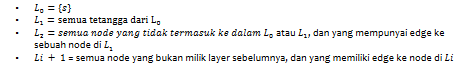 • L₀ = {s}
• L₁ = semua tetangga dari L₀
• L₂ = semua node yang tidak termasuk ke dalam L₀ atau L₁, dan yang mempunyai edge ke
sebuah node di L₁
• Li + 1 = semua node yang bukan milik layer sebelumnya, dan yang memiliki edge ke node di Li